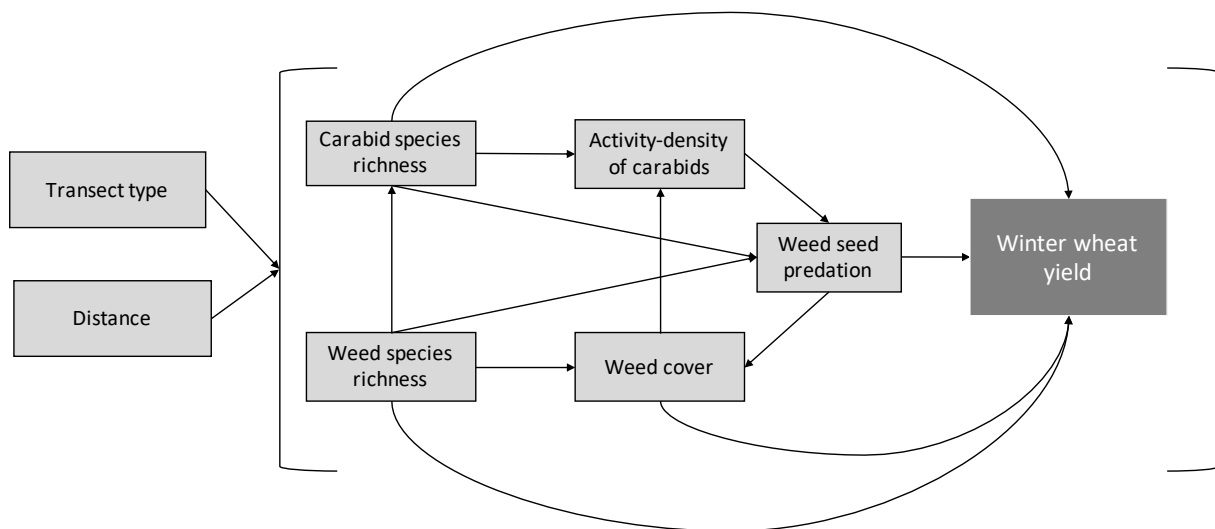 Transect type
Distance
Carabid species
richness
Activity-density
of carabids
Weed seed
predation
Weed species
richness
Weed cover
Winter wheat
yield